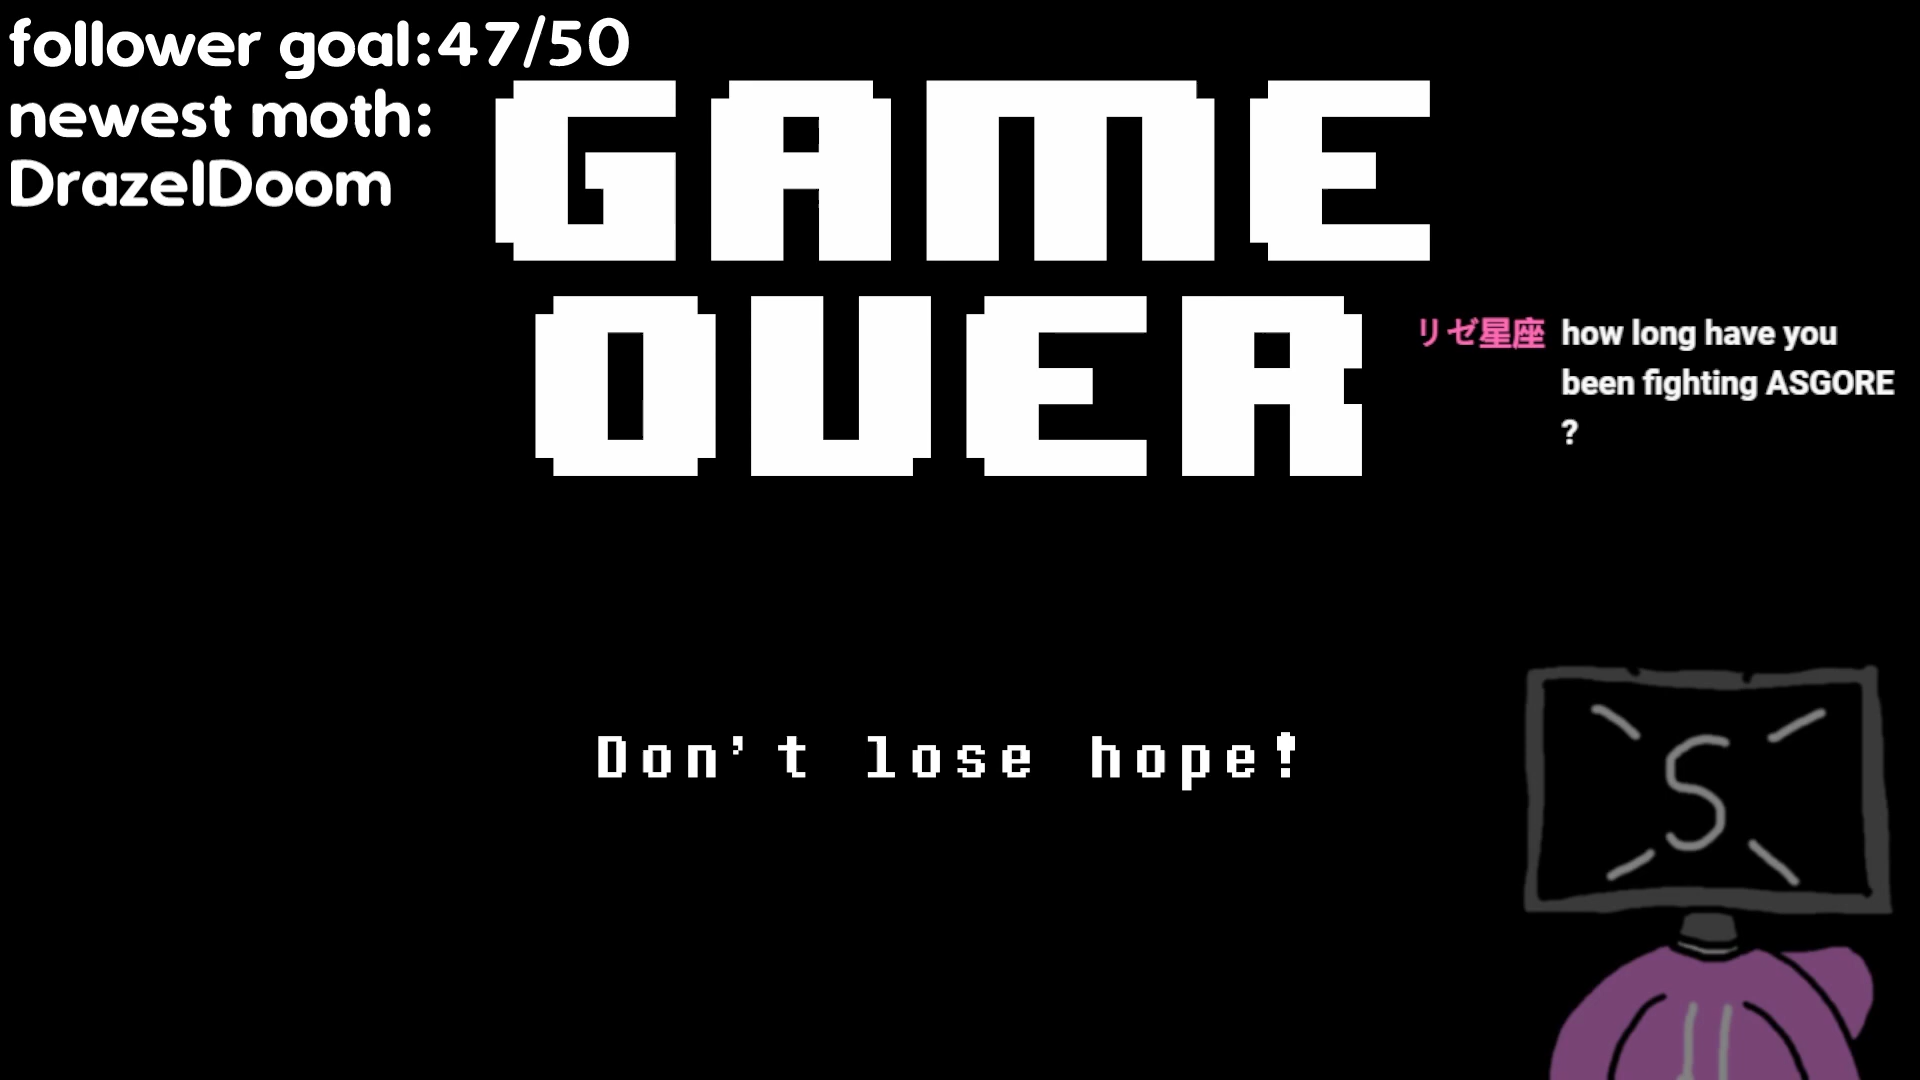 follower goal:47/50
newest moth:
DrazelDoom
GAME
OVER
リゼ星座 how long have you
been fighting ASGORE
?
Don't lose hope!
S